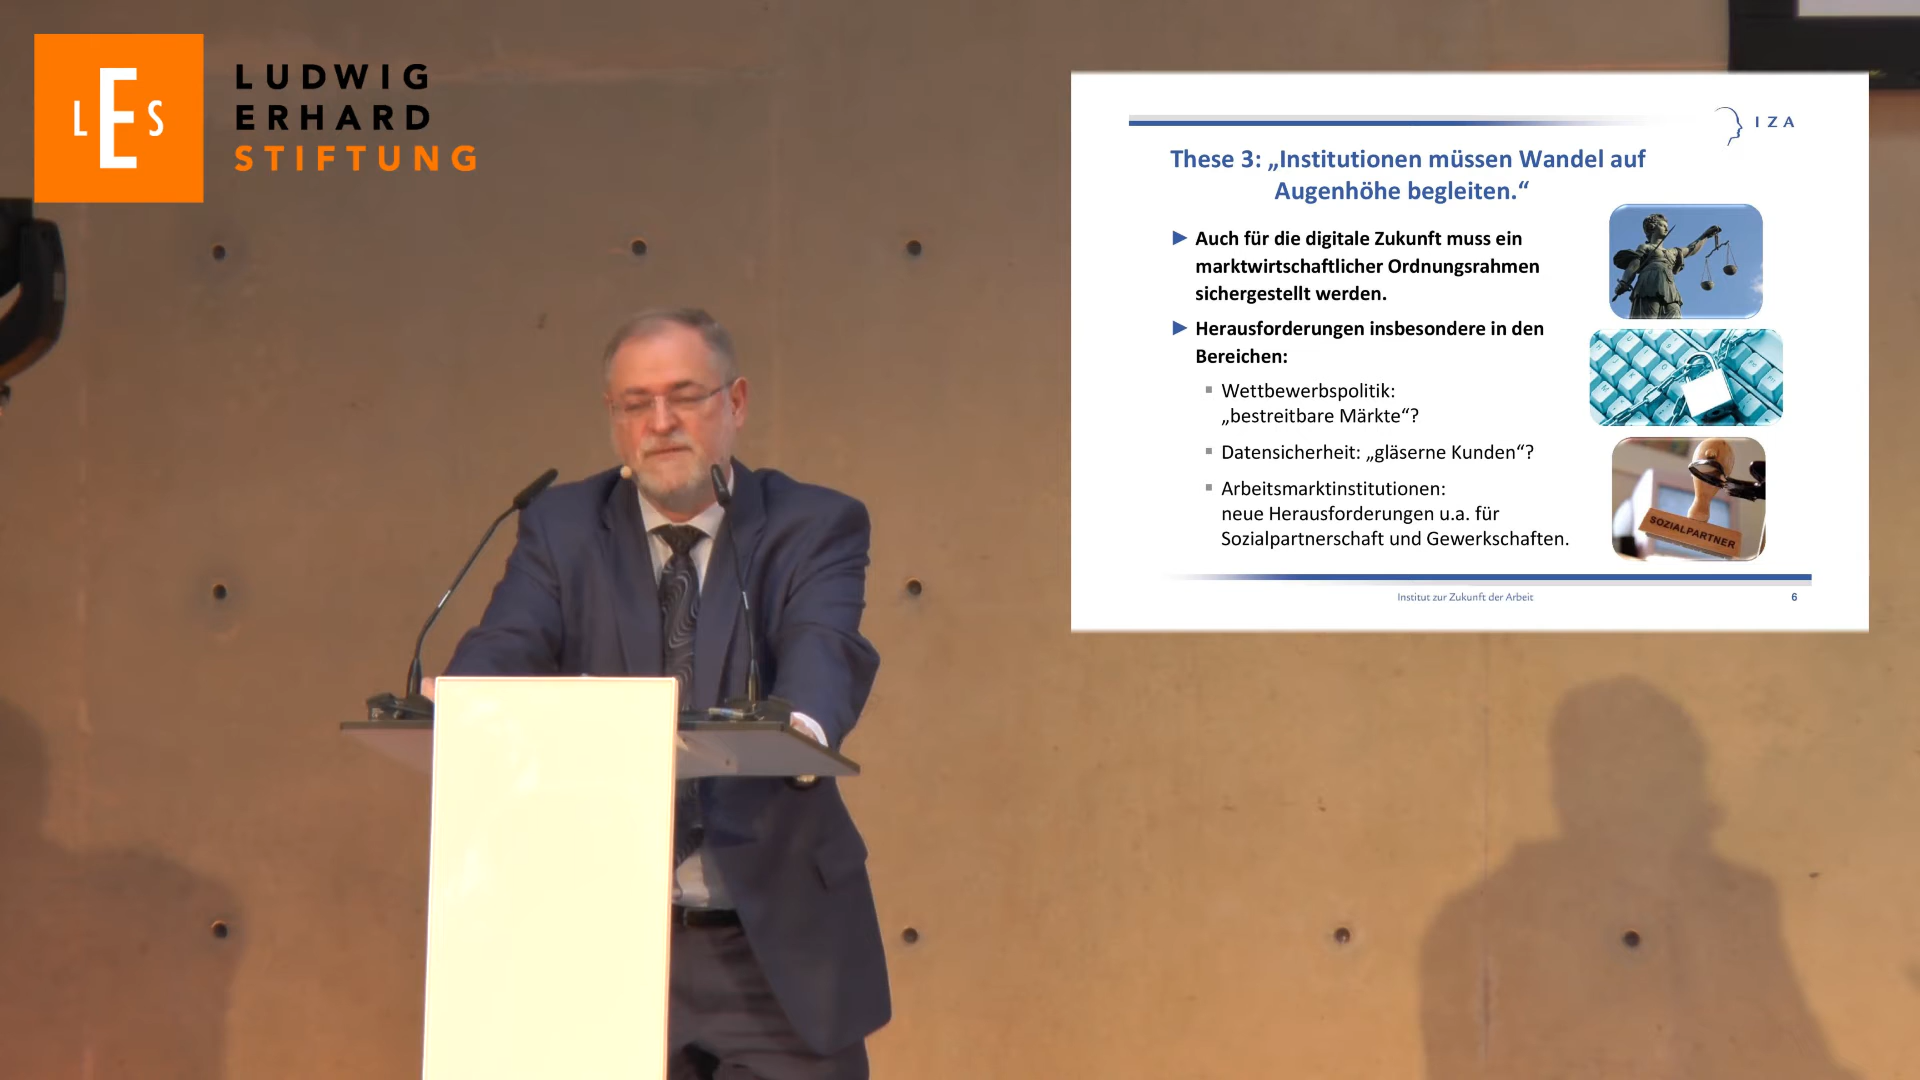 LES
LUDWIG
ERHARD
STIFTUNG
IZA
These 3: „Institutionen müssen Wandel auf
Augenhöhe begleiten.“
► Auch für die digitale Zukunft muss ein
marktwirtschaftlicher Ordnungsrahmen
sichergestellt werden.
► Herausforderungen insbesondere in den
Bereichen:
▪ Wettbewerbspolitik:
„bestreitbare Märkte“?
▪ Datensicherheit: „gläserne Kunden“?
▪ Arbeitsmarktinstitutionen:
neue Herausforderungen u.a. für
Sozialpartnerschaft und Gewerkschaften.
SOZIALPARTNER
Institut zur Zukunft der Arbeit
6